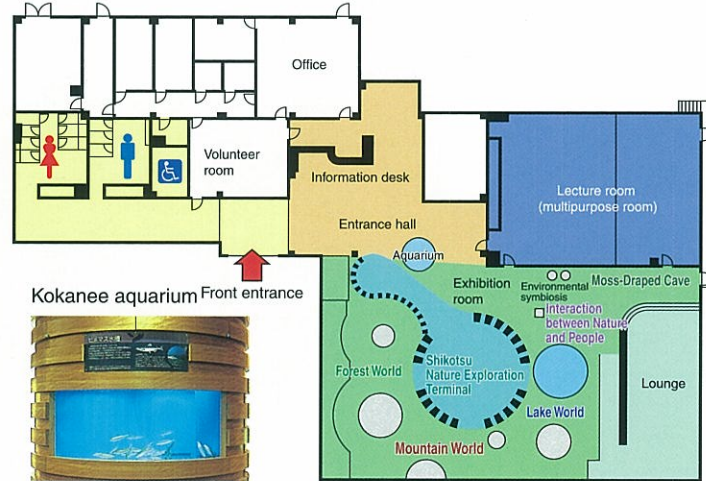 Office
Volunteer
room
Information desk
Lecture room
(multipurpose room)
Entrance hall
Aquarium
Kokanee aquarium
Front entrance
Exhibition
room
Environmental
symbiosis
Moss-Draped Cave
Interaction
between Nature
and People
Shikotsu
Nature Exploration
Terminal
Forest World
Lake World
Lounge
Mountain World